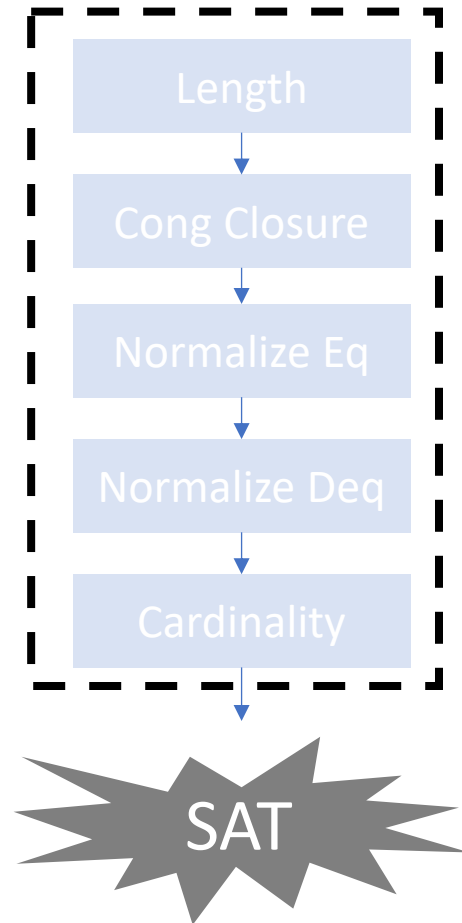 Length
Cong Closure
Normalize Eq
Normalize Deq
Cardinality
SAT